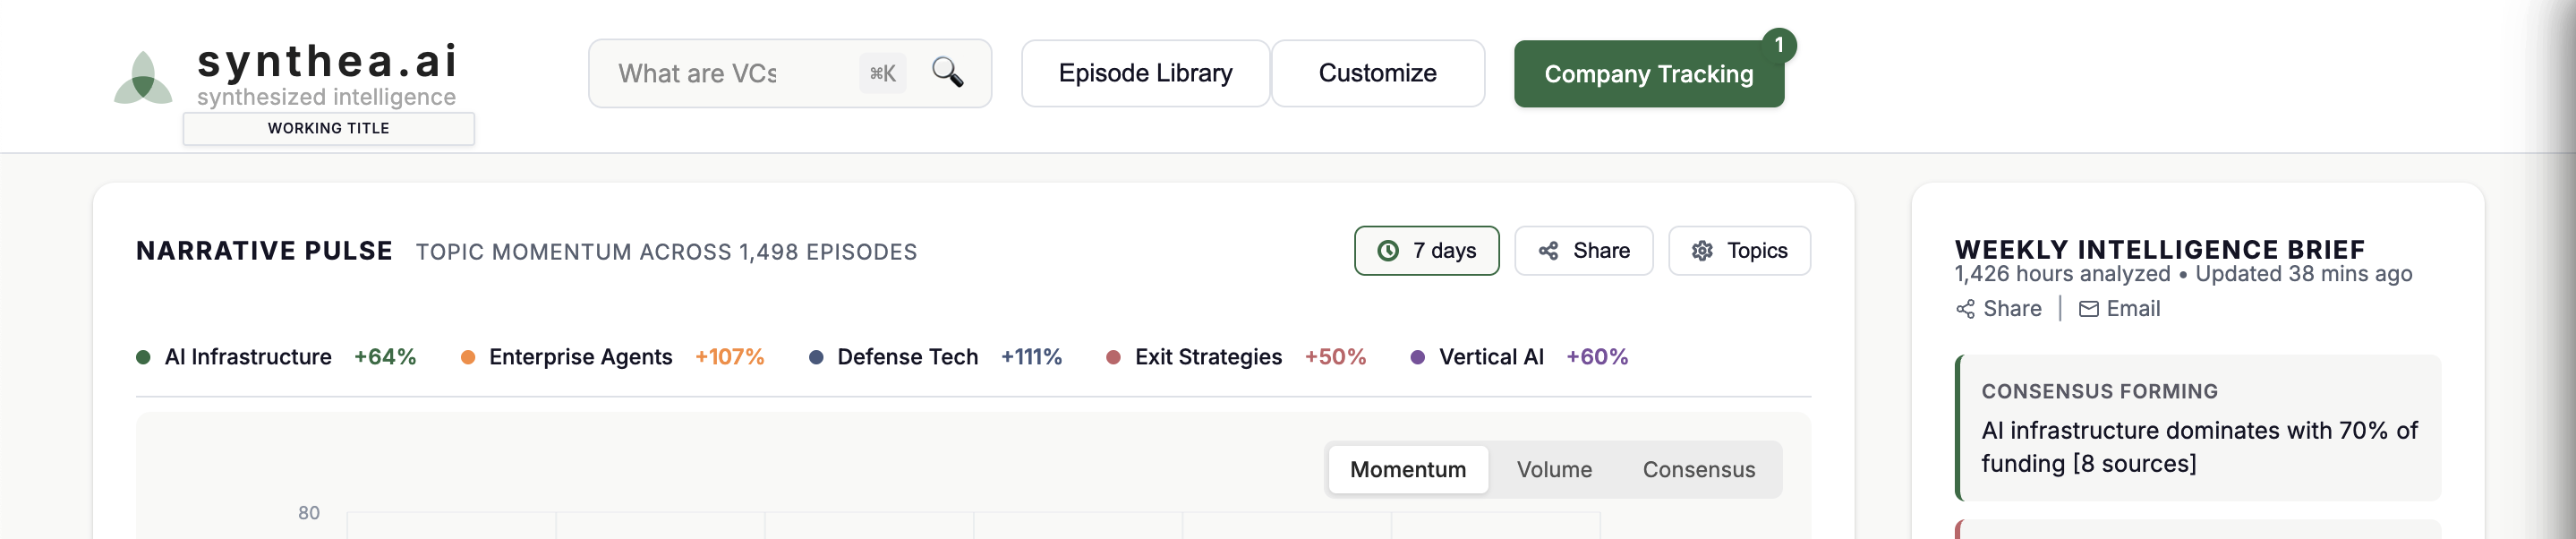 synthea.ai
synthesized intelligence
WORKING TITLE
What are VCs
⌘K
Episode Library
Customize
Company Tracking
1
NARRATIVE PULSE TOPIC MOMENTUM ACROSS 1,498 EPISODES
7 days
Share
Topics
AI Infrastructure +64%
Enterprise Agents +107%
Defense Tech +111%
Exit Strategies +50%
Vertical AI +60%
Momentum
Volume
Consensus
80
WEEKLY INTELLIGENCE BRIEF
1,426 hours analyzed • Updated 38 mins ago
Share | Email
CONSENSUS FORMING
AI infrastructure dominates with 70% of
funding [8 sources]